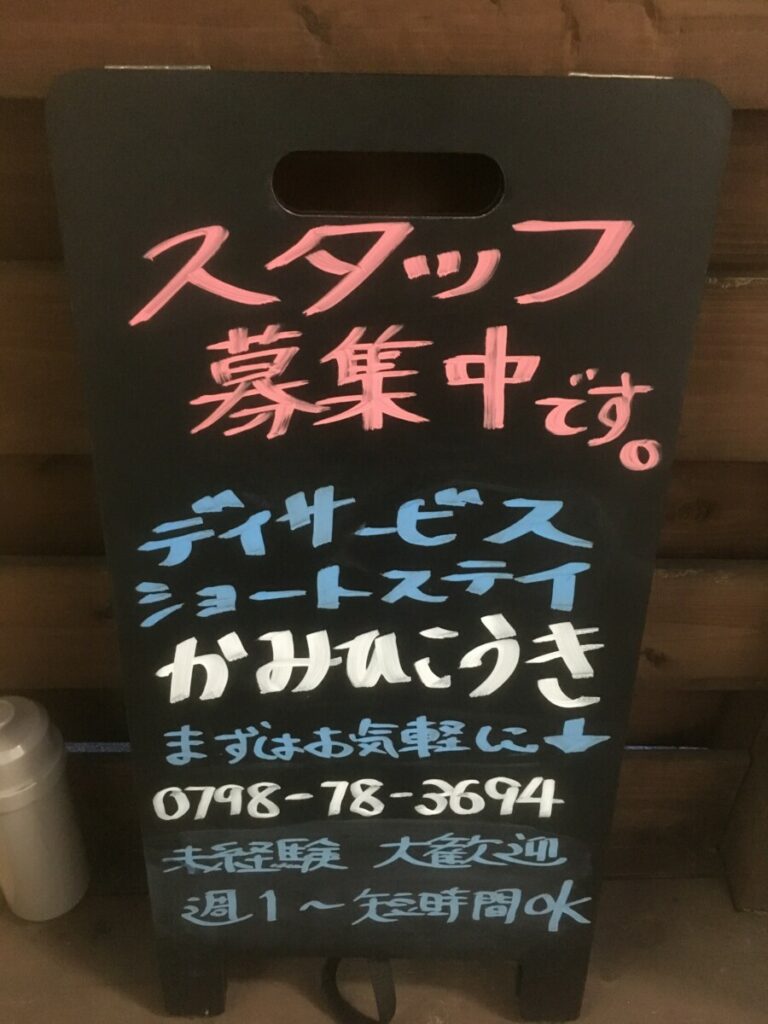 スタッフ
募集中です。
デイサービス
ショートステイ
かみひこうき
まずはお気軽に↓
0798-78-3694
未経験 大歓迎
週1～短時間OK